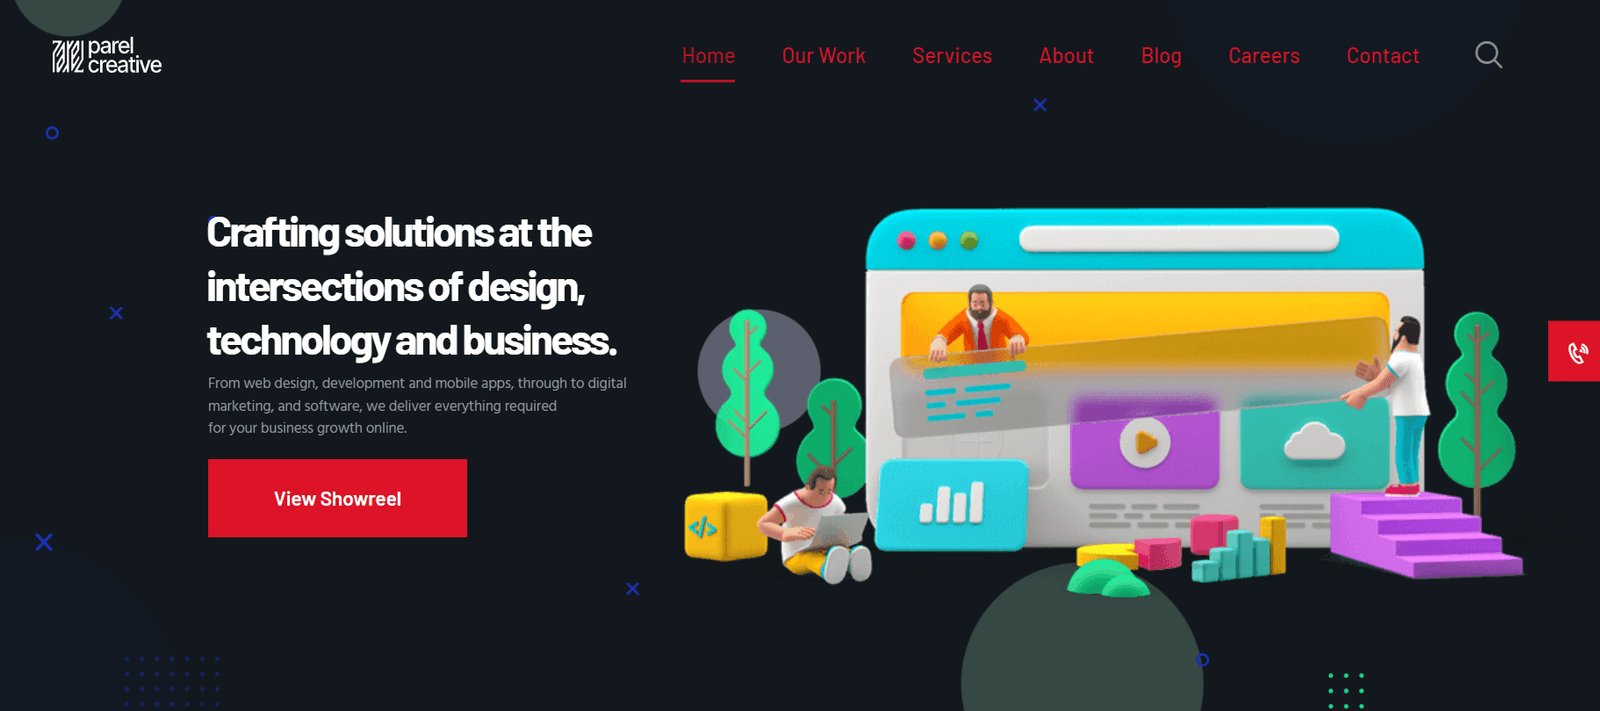 parel
creative
Home Our Work Services About Blog Careers Contact
Crafting solutions at the
intersections of design,
technology and business.
From web design, development and mobile apps, through to digital
marketing, and software, we deliver everything required
for your business growth online.
View Showreel
</>